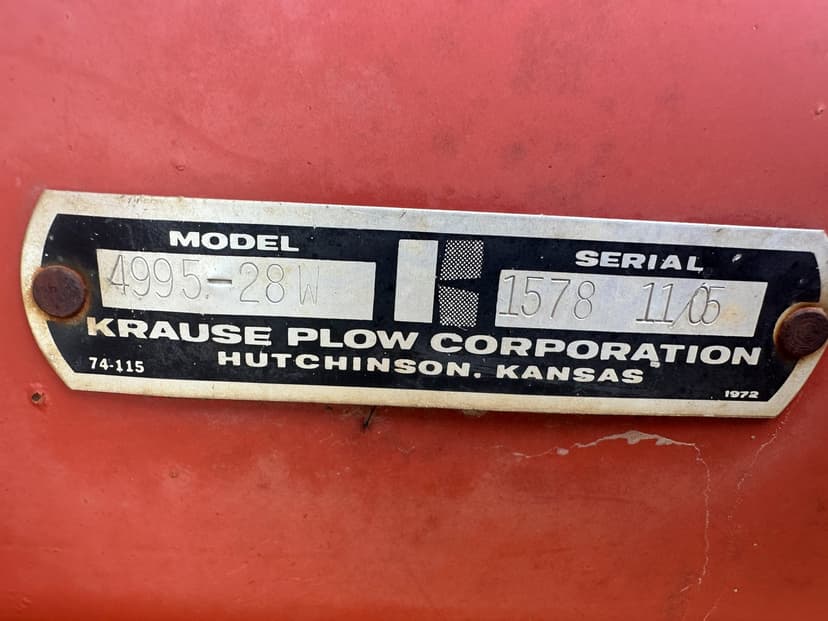 MODEL SERIAL
4995-28W 1578 11/05
KRAUSE PLOW CORPORATION
74-115 HUTCHINSON, KANSAS 1972